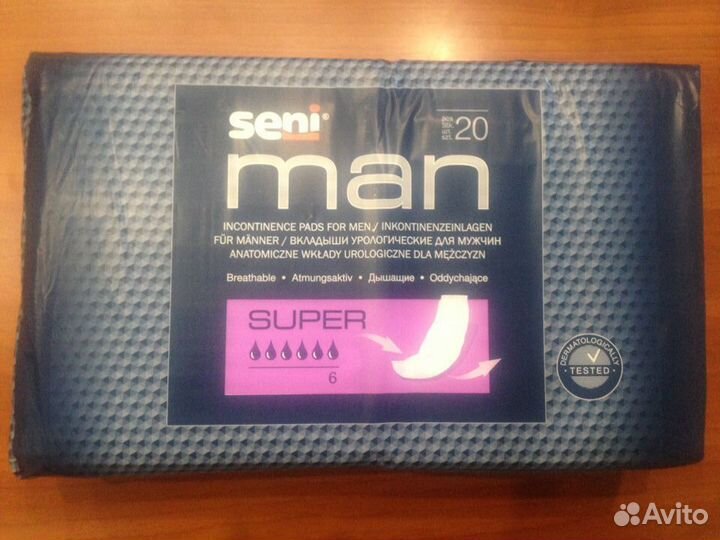 seni®
20
man
INCONTINENCE PADS FOR MEN / INKONTINENZEINLAGEN
FÜR MÄNNER / ВКЛАДЫШИ УРОЛОГИЧЕСКИЕ ДЛЯ МУЖЧИН
ANATOMICZNE WKŁADY UROLOGICZNE DLA MĘŻCZYZN
Breathable • Atmungsaktiv • Дышащие • Oddychające
SUPER
6
DERMATOLOGICALLY
TESTED
Avito